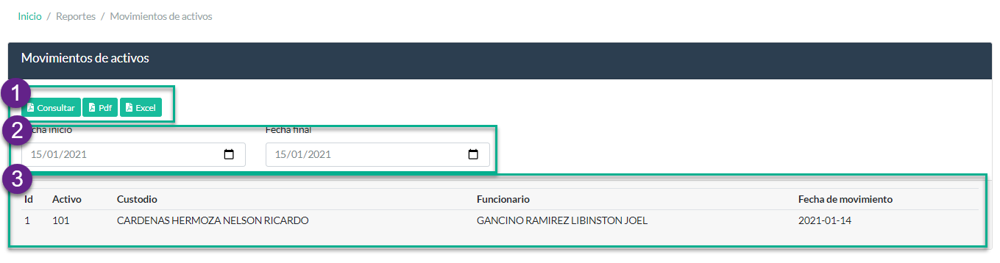 Inicio / Reportes / Movimientos de activos
Movimientos de activos
1
Consultar Pdf Excel
2
Fecha inicio Fecha final
15/01/2021 15/01/2021
3
Id Activo Custodio Funcionario Fecha de movimiento
1 101 CARDENAS HERMOZA NELSON RICARDO GANCINO RAMIREZ LIBINSTON JOEL 2021-01-14